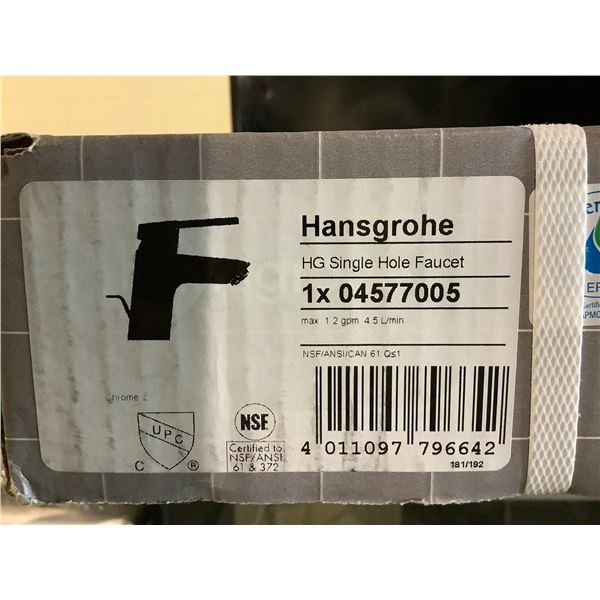 Hansgrohe
HG Single Hole Faucet
1x 04577005
max 1.2 gpm 4.5 L/min
NSF/ANSI/CAN 61 Q≤1
UPC
C ®
NSF
Certified to
NSF/ANSI
61 & 372
4 011097 796642
181/192